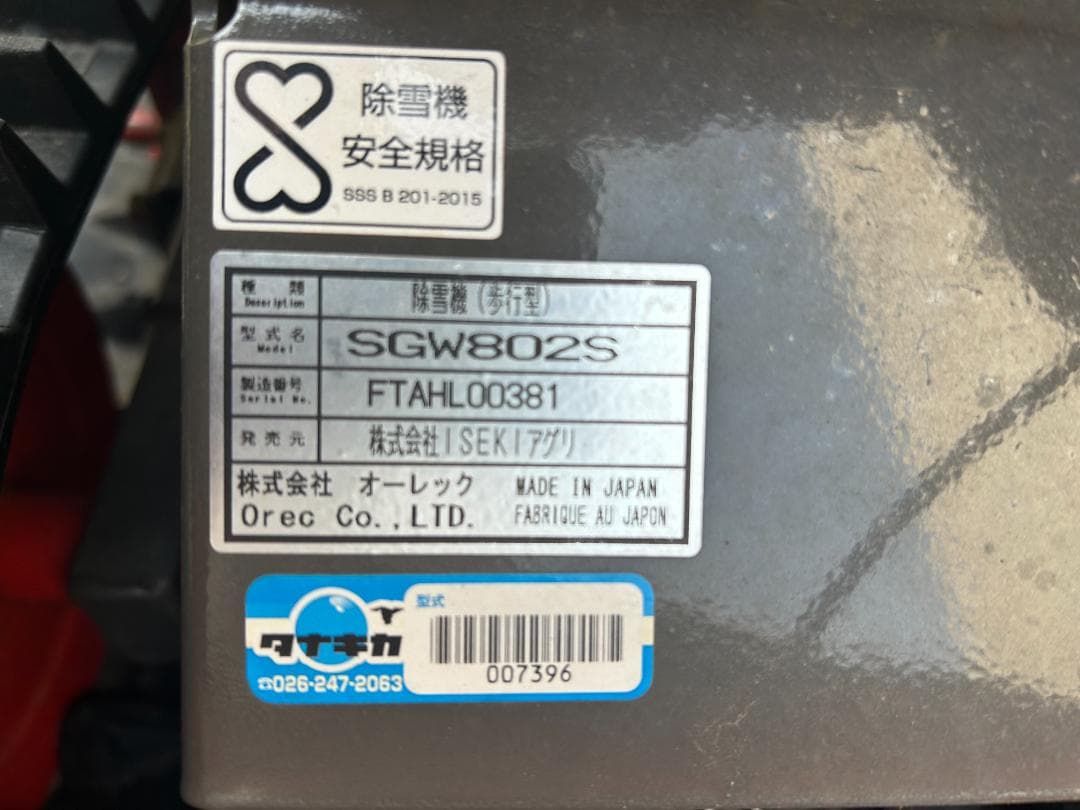 除雪機
安全規格
SSS B 201-2015
種類 除雪機(歩行型)
Description
型式名 SGW802S
Model
製造番号 FTAHL00381
Serial No.
発売元 株式会社ISEKIアグリ
株式会社 オーレック MADE IN JAPAN
Orec Co.,LTD. FABRIQUE AU JAPON
型式
タナキカ
007396
☎026-247-2063